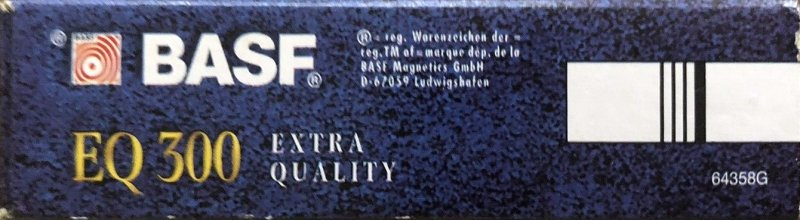 ® BASF BASF®
® = reg. Warenzeichen der =
reg.TM of = marque dép. de la
BASF Magnetics GmbH
D-67059 Ludwigshafen
EQ 300 EXTRA
QUALITY
64358G